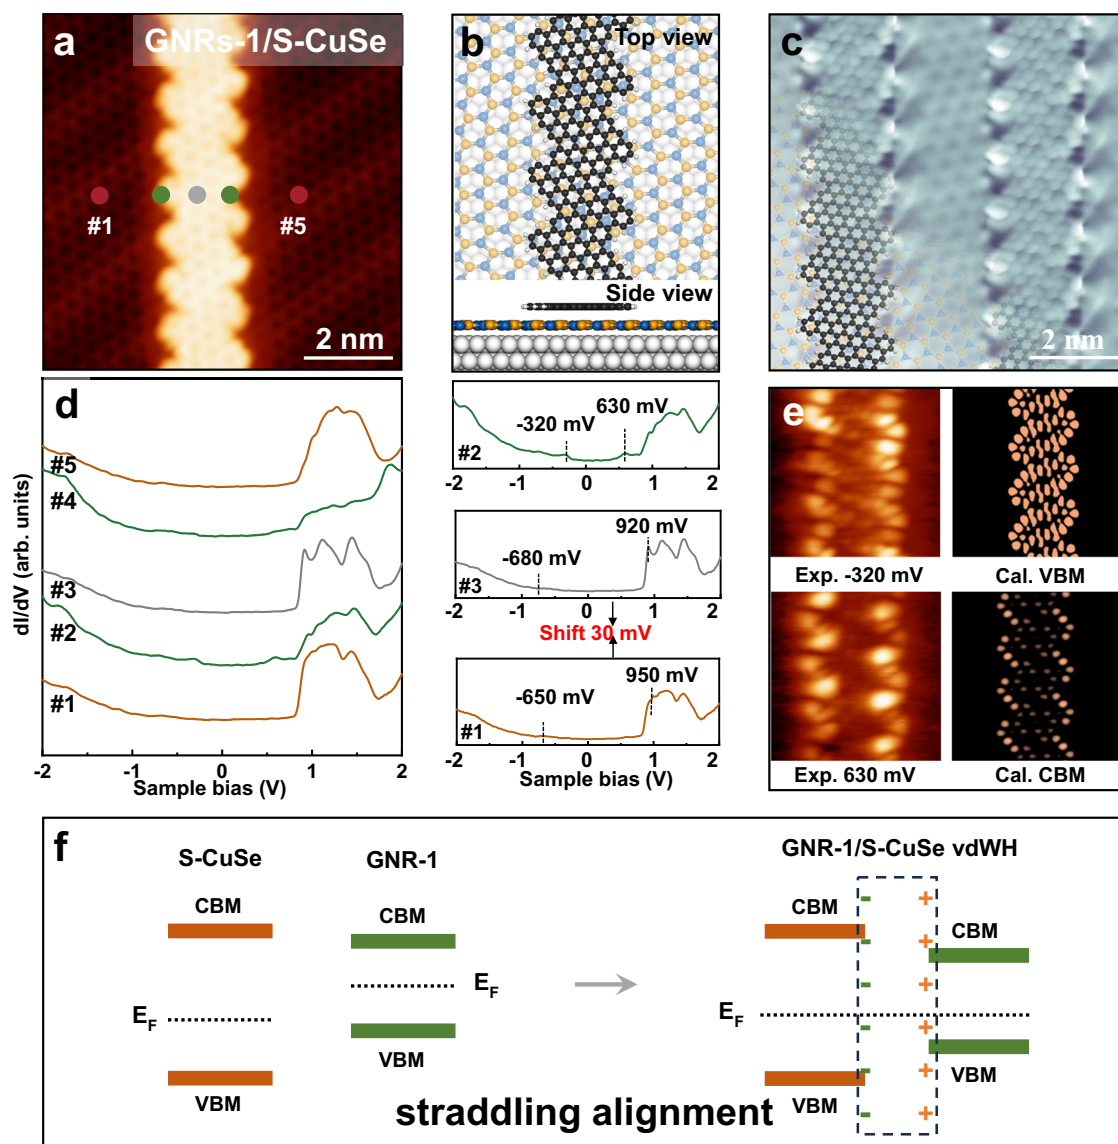 a
GNRs-1/S-CuSe
#1
#5
2 nm
b
Top view
Side view
c
2 nm
d
dI/dV (arb. units)
#5
#4
#3
#2
#1
-2 -1 0 1 2
Sample bias (V)
-320 mV
630 mV
#2
-2 -1 0 1 2
-680 mV
920 mV
#3
-2 -1 0 1 2
Shift 30 mV
-650 mV
950 mV
#1
-2 -1 0 1 2
Sample bias (V)
e
Exp. -320 mV
Cal. VBM
Exp. 630 mV
Cal. CBM
f
S-CuSe
GNR-1
GNR-1/S-CuSe vdWH
CBM
CBM
CBM
CBM
E_F
E_F
E_F
VBM
VBM
VBM
VBM
straddling alignment